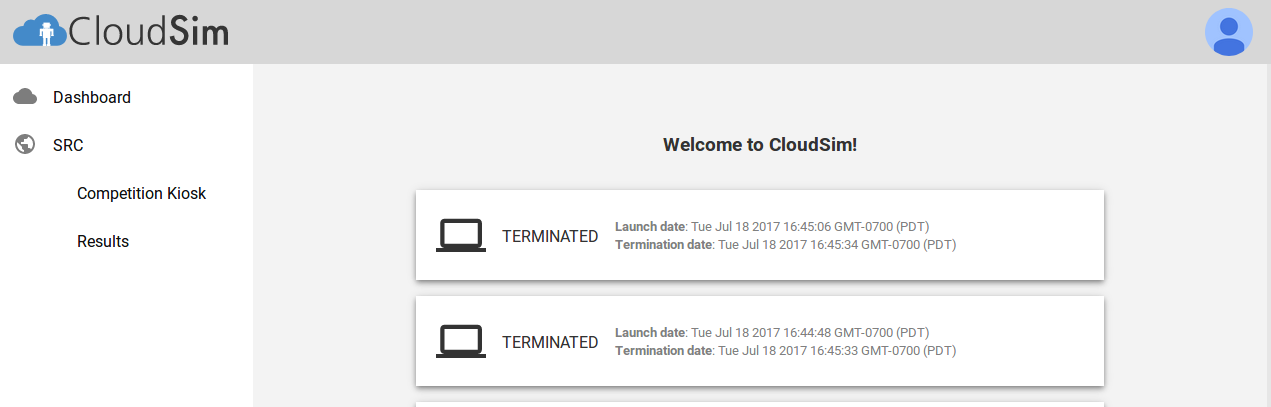 CloudSim
Dashboard
SRC
Competition Kiosk
Results
Welcome to CloudSim!
TERMINATED
Launch date: Tue Jul 18 2017 16:45:06 GMT-0700 (PDT)
Termination date: Tue Jul 18 2017 16:45:34 GMT-0700 (PDT)
TERMINATED
Launch date: Tue Jul 18 2017 16:44:48 GMT-0700 (PDT)
Termination date: Tue Jul 18 2017 16:45:33 GMT-0700 (PDT)